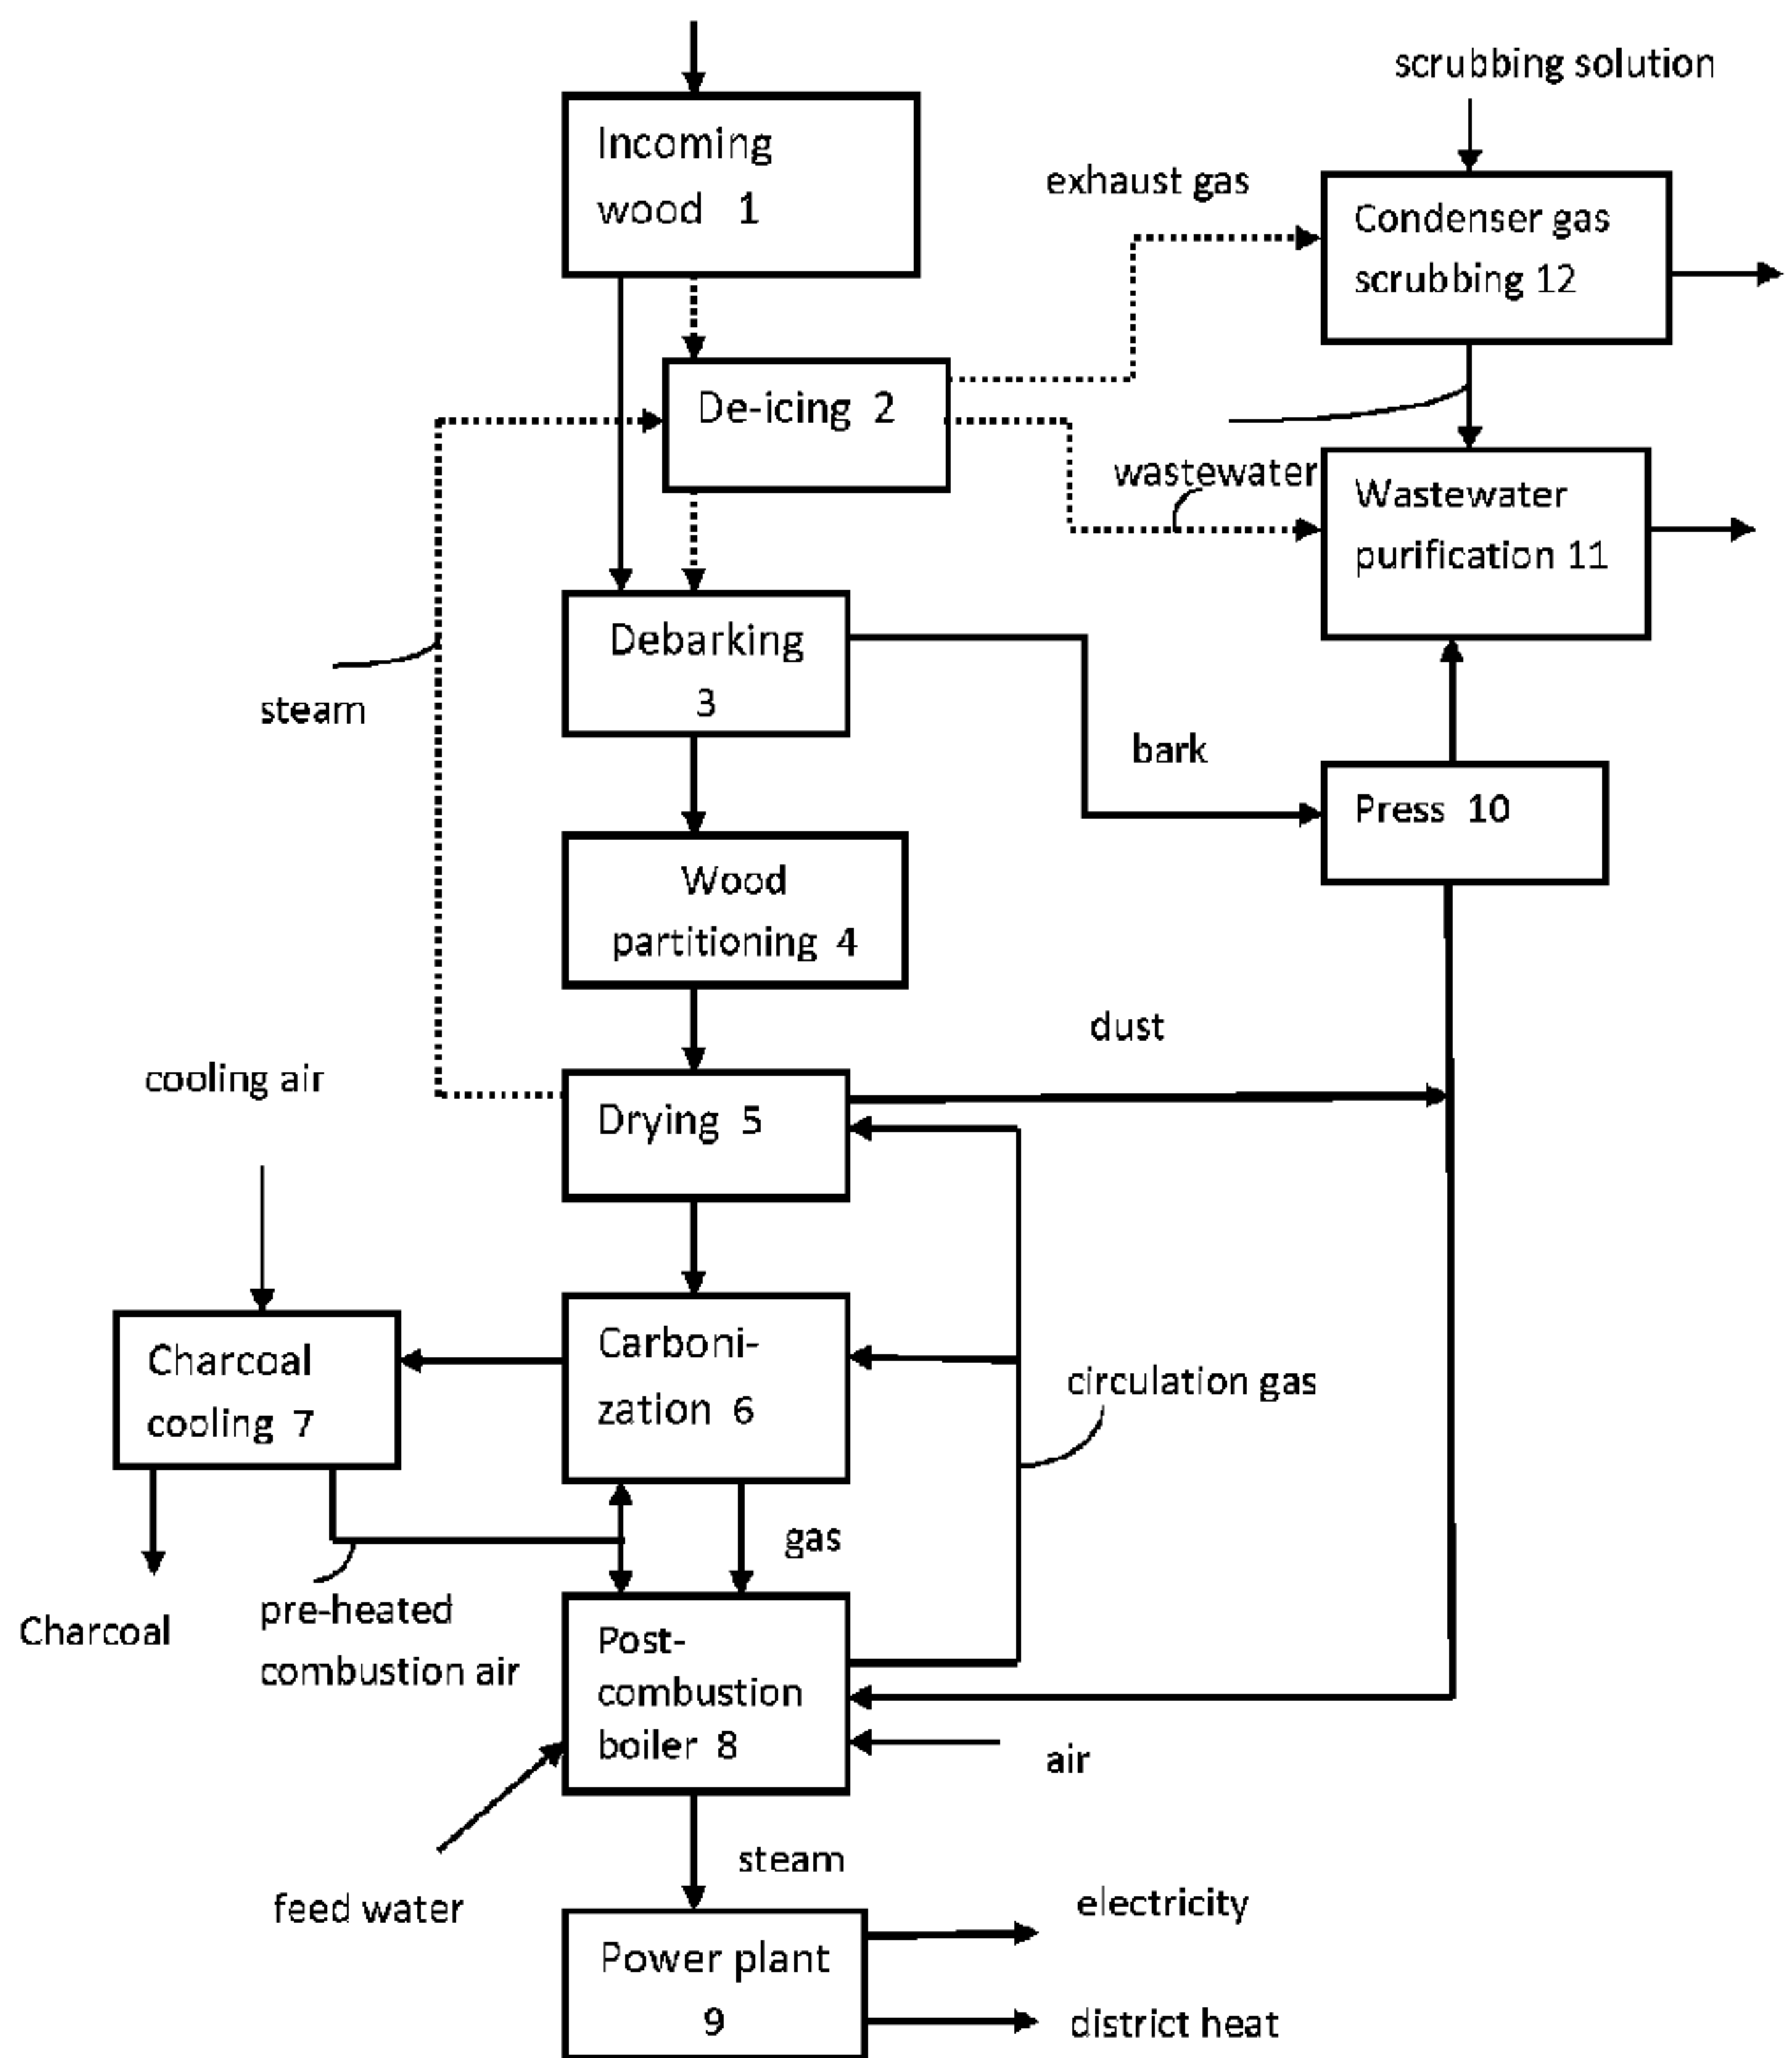 scrubbing solution
Incoming
wood 1
exhaust gas
Condenser gas
scrubbing 12
De-icing 2
wastewater
Wastewater
purification 11
Debarking
3
steam
bark
Press 10
Wood
partitioning 4
dust
cooling air
Drying 5
Charcoal
cooling 7
Carboni-
zation 6
circulation gas
gas
Charcoal
pre-heated
combustion air
Post-
combustion
boiler 8
air
feed water
steam
electricity
Power plant
9
district heat